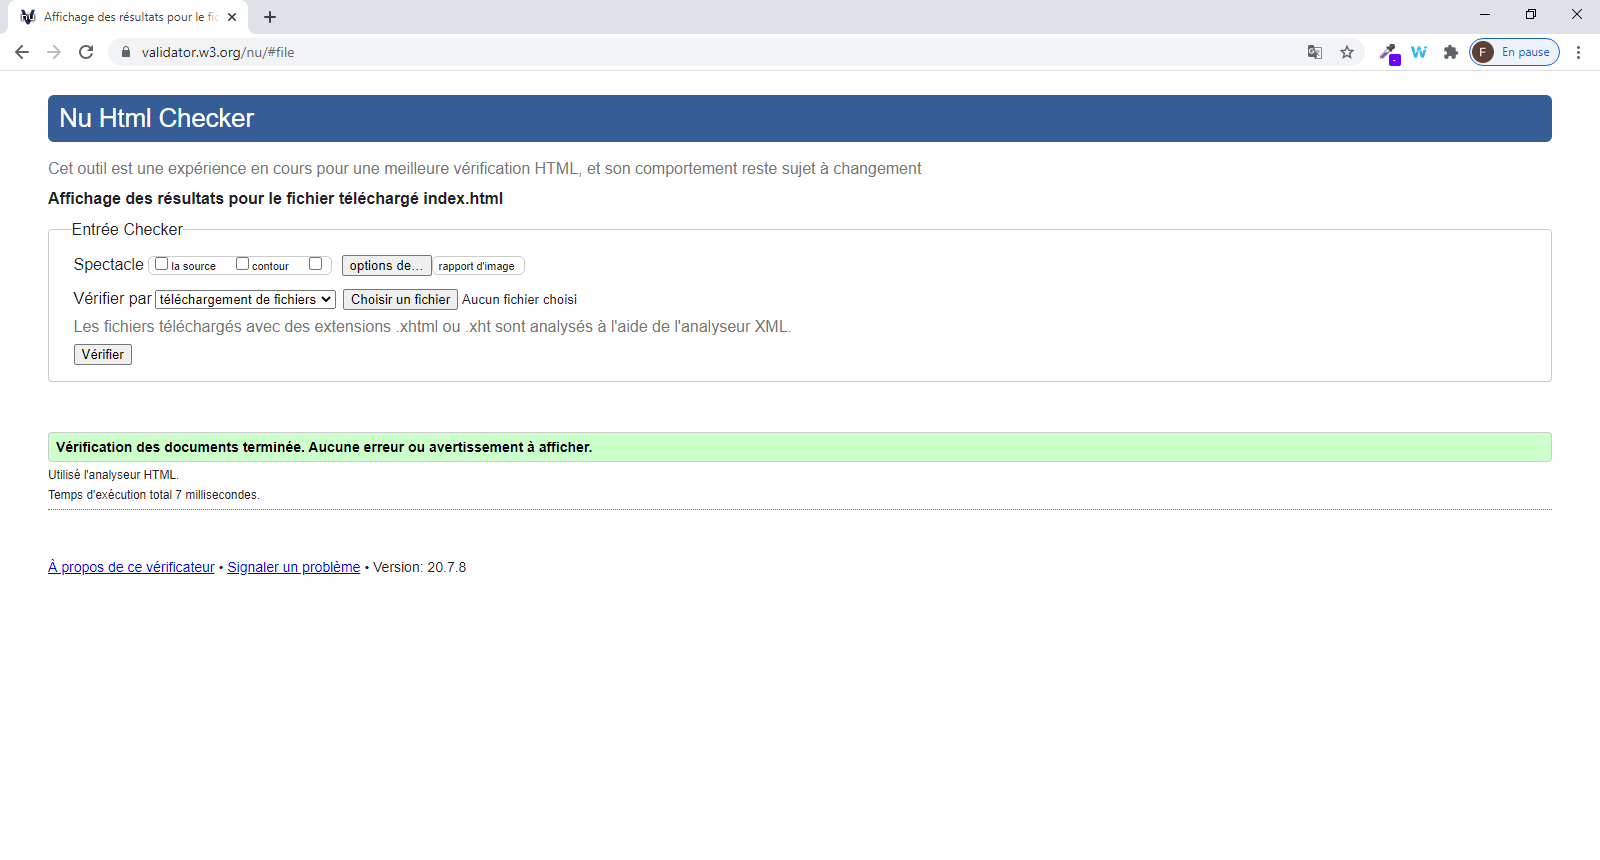 Affichage des résultats pour le fic
validator.w3.org/nu/#file
F En pause
Nu Html Checker
Cet outil est une expérience en cours pour une meilleure vérification HTML, et son comportement reste sujet à changement
Affichage des résultats pour le fichier téléchargé index.html
Entrée Checker
Spectacle la source contour options de... rapport d'image
Vérifier par téléchargement de fichiers Choisir un fichier Aucun fichier choisi
Les fichiers téléchargés avec des extensions .xhtml ou .xht sont analysés à l'aide de l'analyseur XML.
Vérifier
Vérification des documents terminée. Aucune erreur ou avertissement à afficher.
Utilisé l'analyseur HTML.
Temps d'exécution total 7 millisecondes.
À propos de ce vérificateur • Signaler un problème • Version: 20.7.8